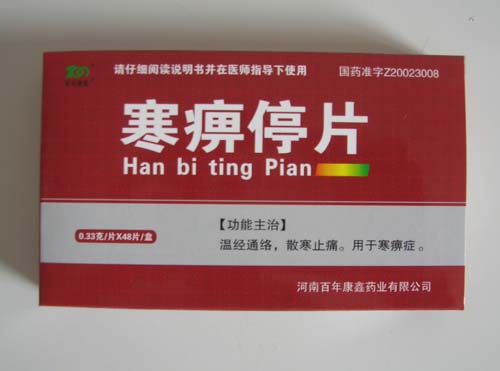 请仔细阅读说明书并在医师指导下使用
国药准字Z20023008
寒痹停片
Han bi ting Pian
0.33克/片X48片/盒
【功能主治】
温经通络，散寒止痛。用于寒痹症。
河南百年康鑫药业有限公司